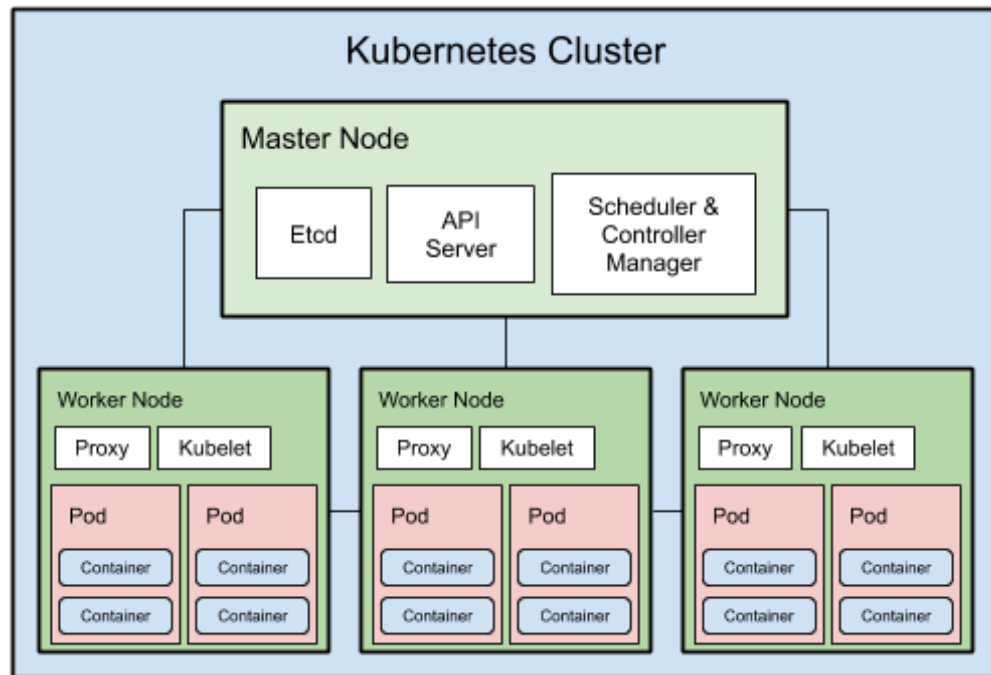 Kubernetes Cluster
Master Node
Etcd
API
Server
Scheduler &
Controller
Manager
Worker Node
Proxy
Kubelet
Pod
Container
Container
Pod
Container
Container
Worker Node
Proxy
Kubelet
Pod
Container
Container
Pod
Container
Container
Worker Node
Proxy
Kubelet
Pod
Container
Container
Pod
Container
Container